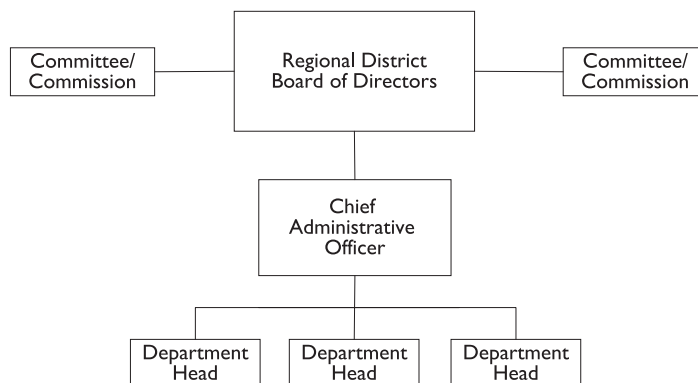 Committee/
Commission
Regional District
Board of Directors
Committee/
Commission
Chief
Administrative
Officer
Department
Head
Department
Head
Department
Head